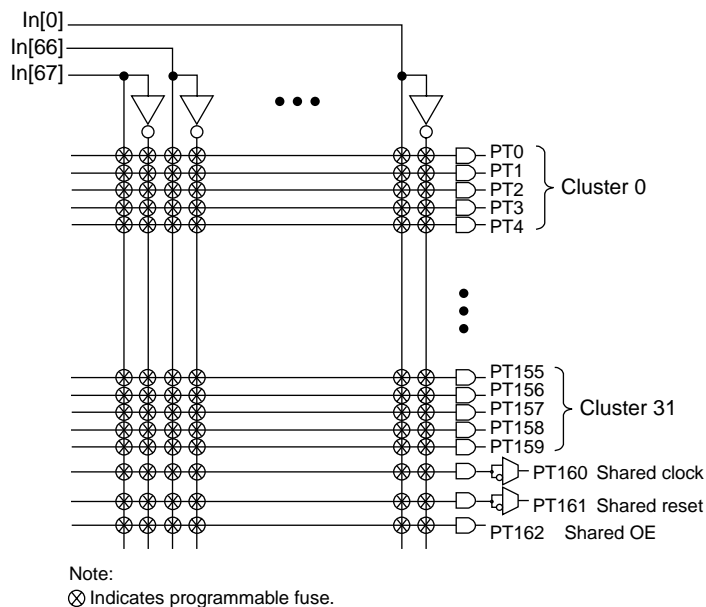 In[0]
In[66]
In[67]
PT0
PT1
PT2
PT3
PT4
Cluster 0
PT155
PT156
PT157
PT158
PT159
Cluster 31
PT160 Shared clock
PT161 Shared reset
PT162 Shared OE
Note:
Indicates programmable fuse.